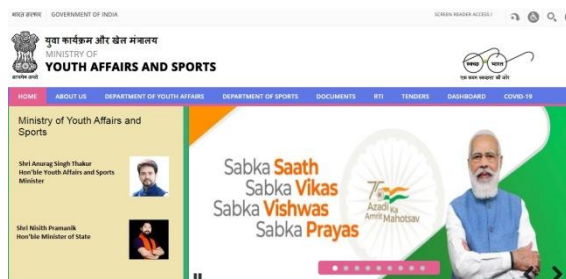 भारत सरकार GOVERNMENT OF INDIA
SCREEN READER ACCESS
युवा कार्यक्रम और खेल मंत्रालय
MINISTRY OF
YOUTH AFFAIRS AND SPORTS
सत्यमेव जयते
स्वच्छ भारत
एक कदम स्वच्छता की ओर
HOME ABOUT US DEPARTMENT OF YOUTH AFFAIRS DEPARTMENT OF SPORTS DOCUMENTS RTI TENDERS DASHBOARD COVID-19
Ministry of Youth Affairs and
Sports
Shri Anurag Singh Thakur
Hon'ble Youth Affairs and Sports
Minister
Shri Nisith Pramanik
Hon'ble Minister of State
Sabka Saath
Sabka Vikas
Sabka Vishwas
Sabka Prayas
75
Azadi Ka
Amrit Mahotsav